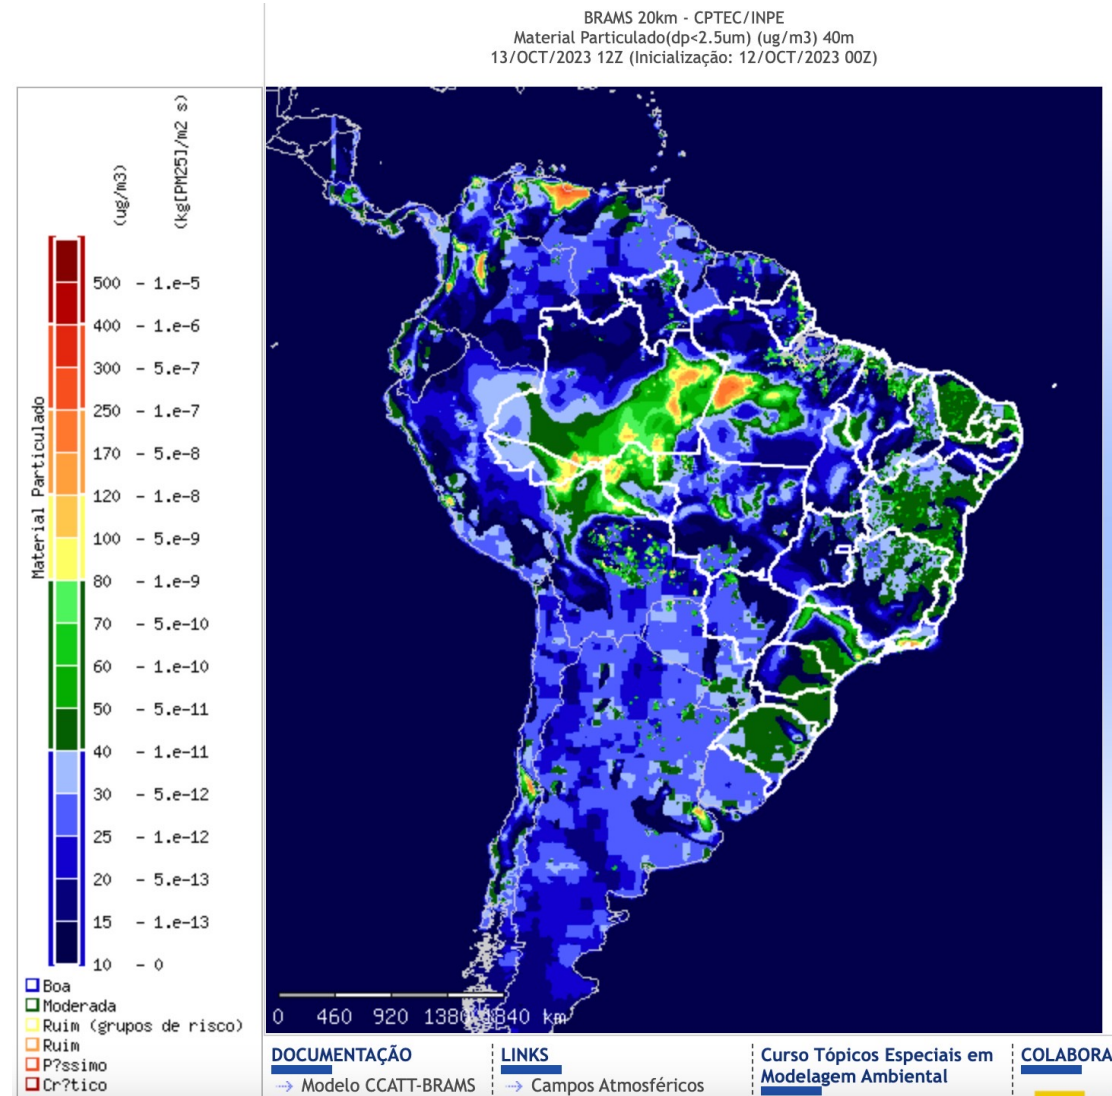 BRAMS 20km - CPTEC/INPE
Material Particulado(dp<2.5um) (ug/m3) 40m
13/OCT/2023 12Z (Inicialização: 12/OCT/2023 00Z)
Material Particulado
(ug/m3)
(kg[PM25]/m2 s)
500 - 1.e-5
400 - 1.e-6
300 - 5.e-7
250 - 1.e-7
170 - 5.e-8
120 - 1.e-8
100 - 5.e-9
80 - 1.e-9
70 - 5.e-10
60 - 1.e-10
50 - 5.e-11
40 - 1.e-11
30 - 5.e-12
25 - 1.e-12
20 - 5.e-13
15 - 1.e-13
10 - 0
Boa
Moderada
Ruim (grupos de risco)
Ruim
P?ssimo
Cr?tico
0 460 920 1380 1840 km
DOCUMENTAÇÃO
Modelo CCATT-BRAMS
LINKS
Campos Atmosféricos
Curso Tópicos Especiais em
Modelagem Ambiental
COLABORA